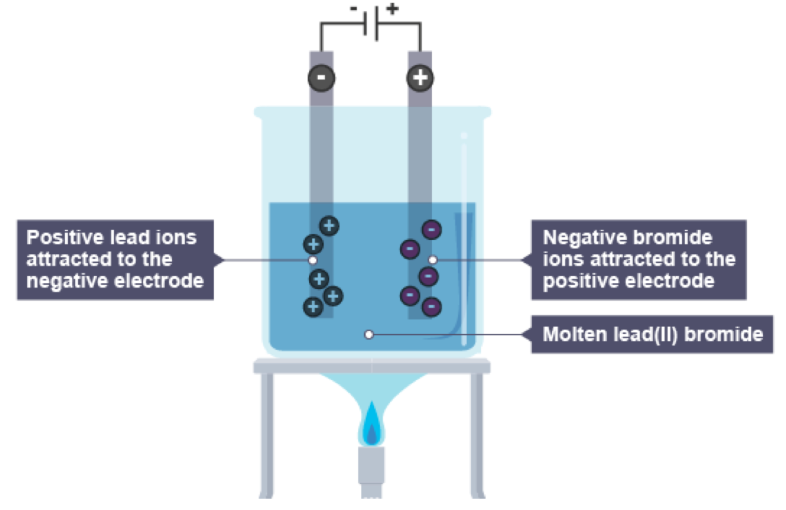 - +
- +
Positive lead ions
attracted to the
negative electrode
Negative bromide
ions attracted to the
positive electrode
Molten lead(II) bromide